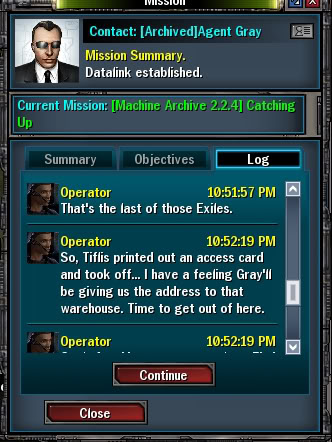 Mission
Contact: [Archived]Agent Gray
Mission Summary.
Datalink established.
Current Mission: [Machine Archive 2.2.4] Catching
Up
Summary
Objectives
Log
Operator 10:51:57 PM
That's the last of those Exiles.
Operator 10:52:19 PM
So, Tiflis printed out an access card
and took off... I have a feeling Gray'll
be giving us the address to that
warehouse. Time to get out of here.
Operator 10:52:19 PM
Continue
Close